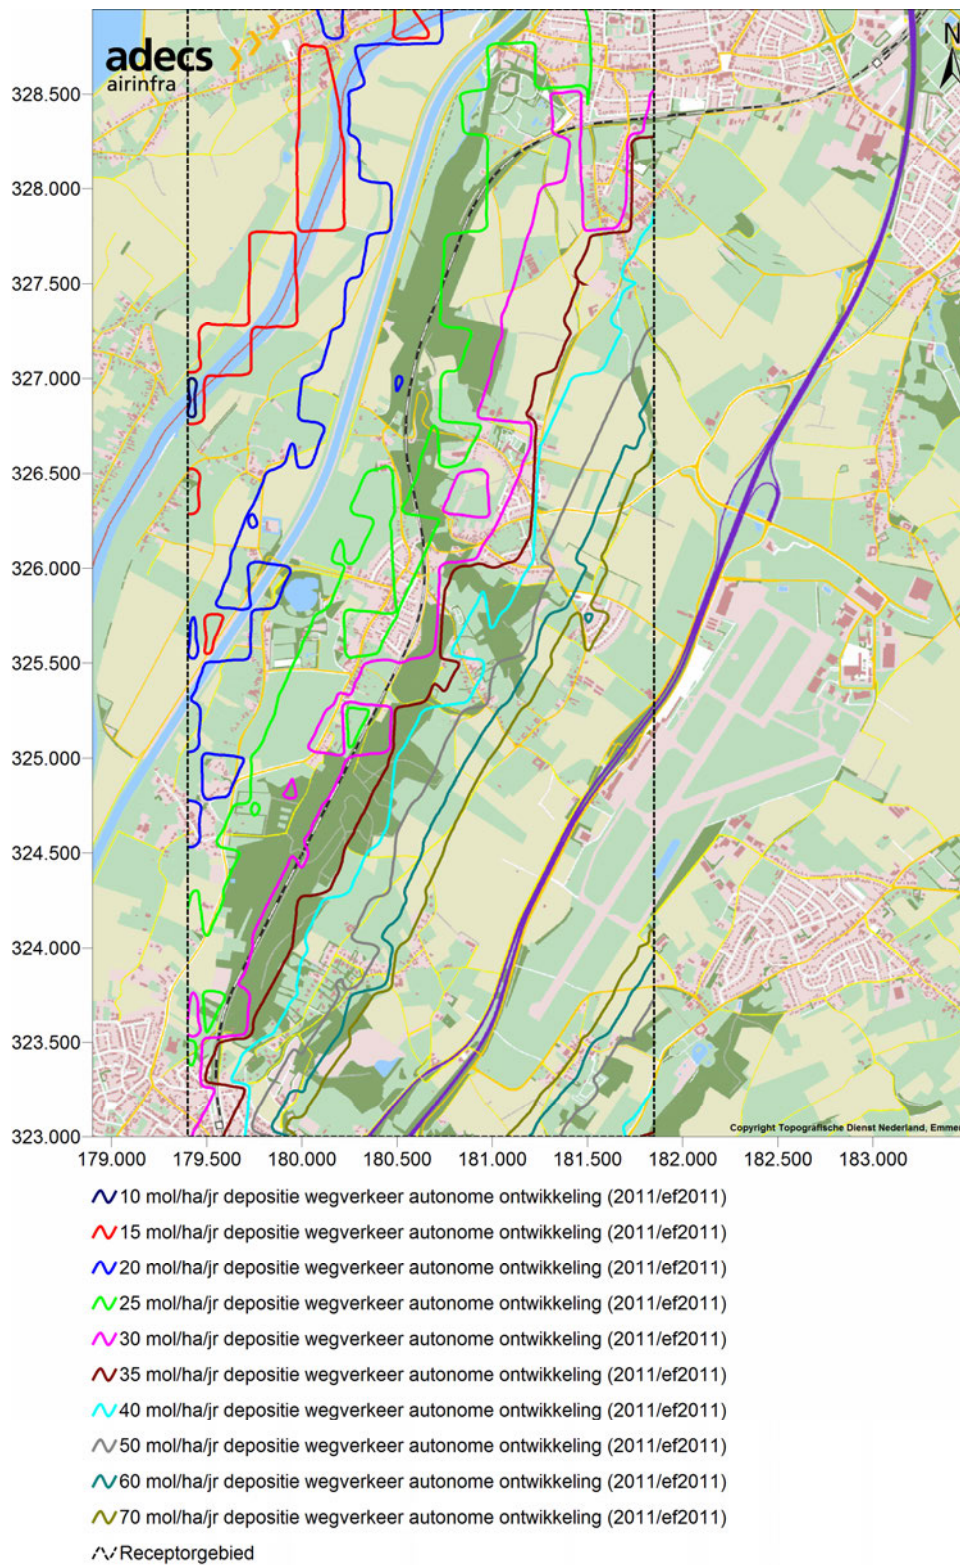 adecs
airinfra
N
328.500
328.000
327.500
327.000
326.500
326.000
325.500
325.000
324.500
324.000
323.500
323.000
Copyright Topografische Dienst Nederland, Emmen
179.000 179.500 180.000 180.500 181.000 181.500 182.000 182.500 183.000
10 mol/ha/jr depositie wegverkeer autonome ontwikkeling (2011/ef2011)
15 mol/ha/jr depositie wegverkeer autonome ontwikkeling (2011/ef2011)
20 mol/ha/jr depositie wegverkeer autonome ontwikkeling (2011/ef2011)
25 mol/ha/jr depositie wegverkeer autonome ontwikkeling (2011/ef2011)
30 mol/ha/jr depositie wegverkeer autonome ontwikkeling (2011/ef2011)
35 mol/ha/jr depositie wegverkeer autonome ontwikkeling (2011/ef2011)
40 mol/ha/jr depositie wegverkeer autonome ontwikkeling (2011/ef2011)
50 mol/ha/jr depositie wegverkeer autonome ontwikkeling (2011/ef2011)
60 mol/ha/jr depositie wegverkeer autonome ontwikkeling (2011/ef2011)
70 mol/ha/jr depositie wegverkeer autonome ontwikkeling (2011/ef2011)
Receptorgebied